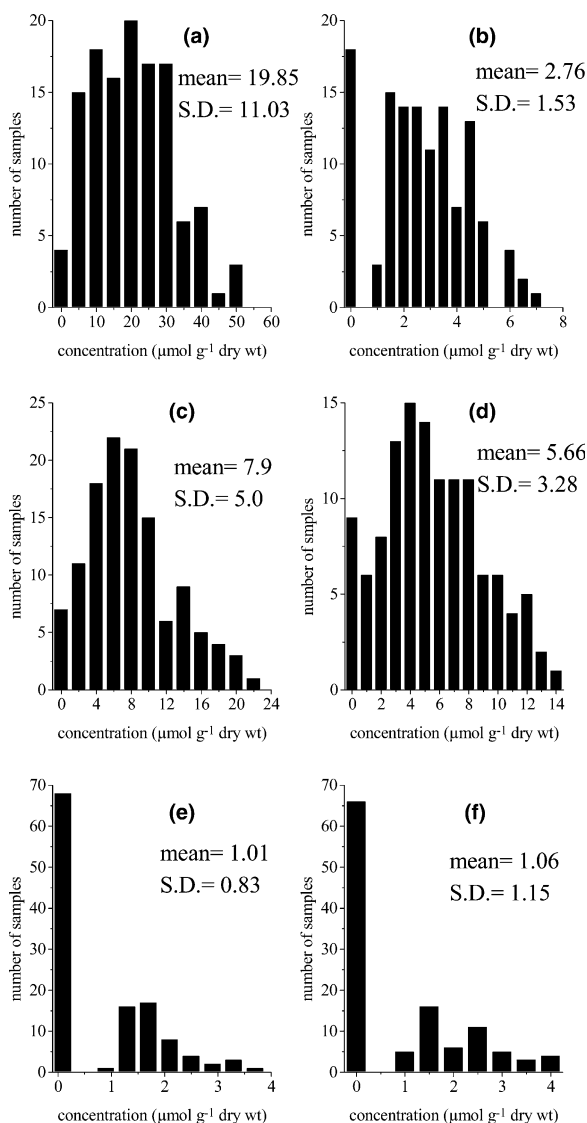 (a)
mean= 19.85
S.D.= 11.03
number of samples
20
15
10
5
0
0 10 20 30 40 50 60
concentration (µmol g-1 dry wt)
(b)
mean= 2.76
S.D.= 1.53
number of samples
20
15
10
5
0
0 2 4 6 8
concentration (µmol g-1 dry wt)
(c)
mean= 7.9
S.D.= 5.0
number of samples
25
20
15
10
5
0
0 4 8 12 16 20 24
concentration (µmol g-1 dry wt)
(d)
mean= 5.66
S.D.= 3.28
number of smples
15
10
5
0
0 2 4 6 8 10 12 14
concentration (µmol g-1 dry wt)
(e)
mean= 1.01
S.D.= 0.83
number of samples
70
60
50
40
30
20
10
0
0 1 2 3 4
concentration (µmol g-1 dry wt)
(f)
mean= 1.06
S.D.= 1.15
number of samples
70
60
50
40
30
20
10
0
0 1 2 3 4
concentration (µmol g-1 dry wt)